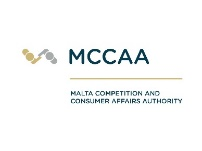 MCCAA
MALTA COMPETITION AND
CONSUMER AFFAIRS AUTHORITY